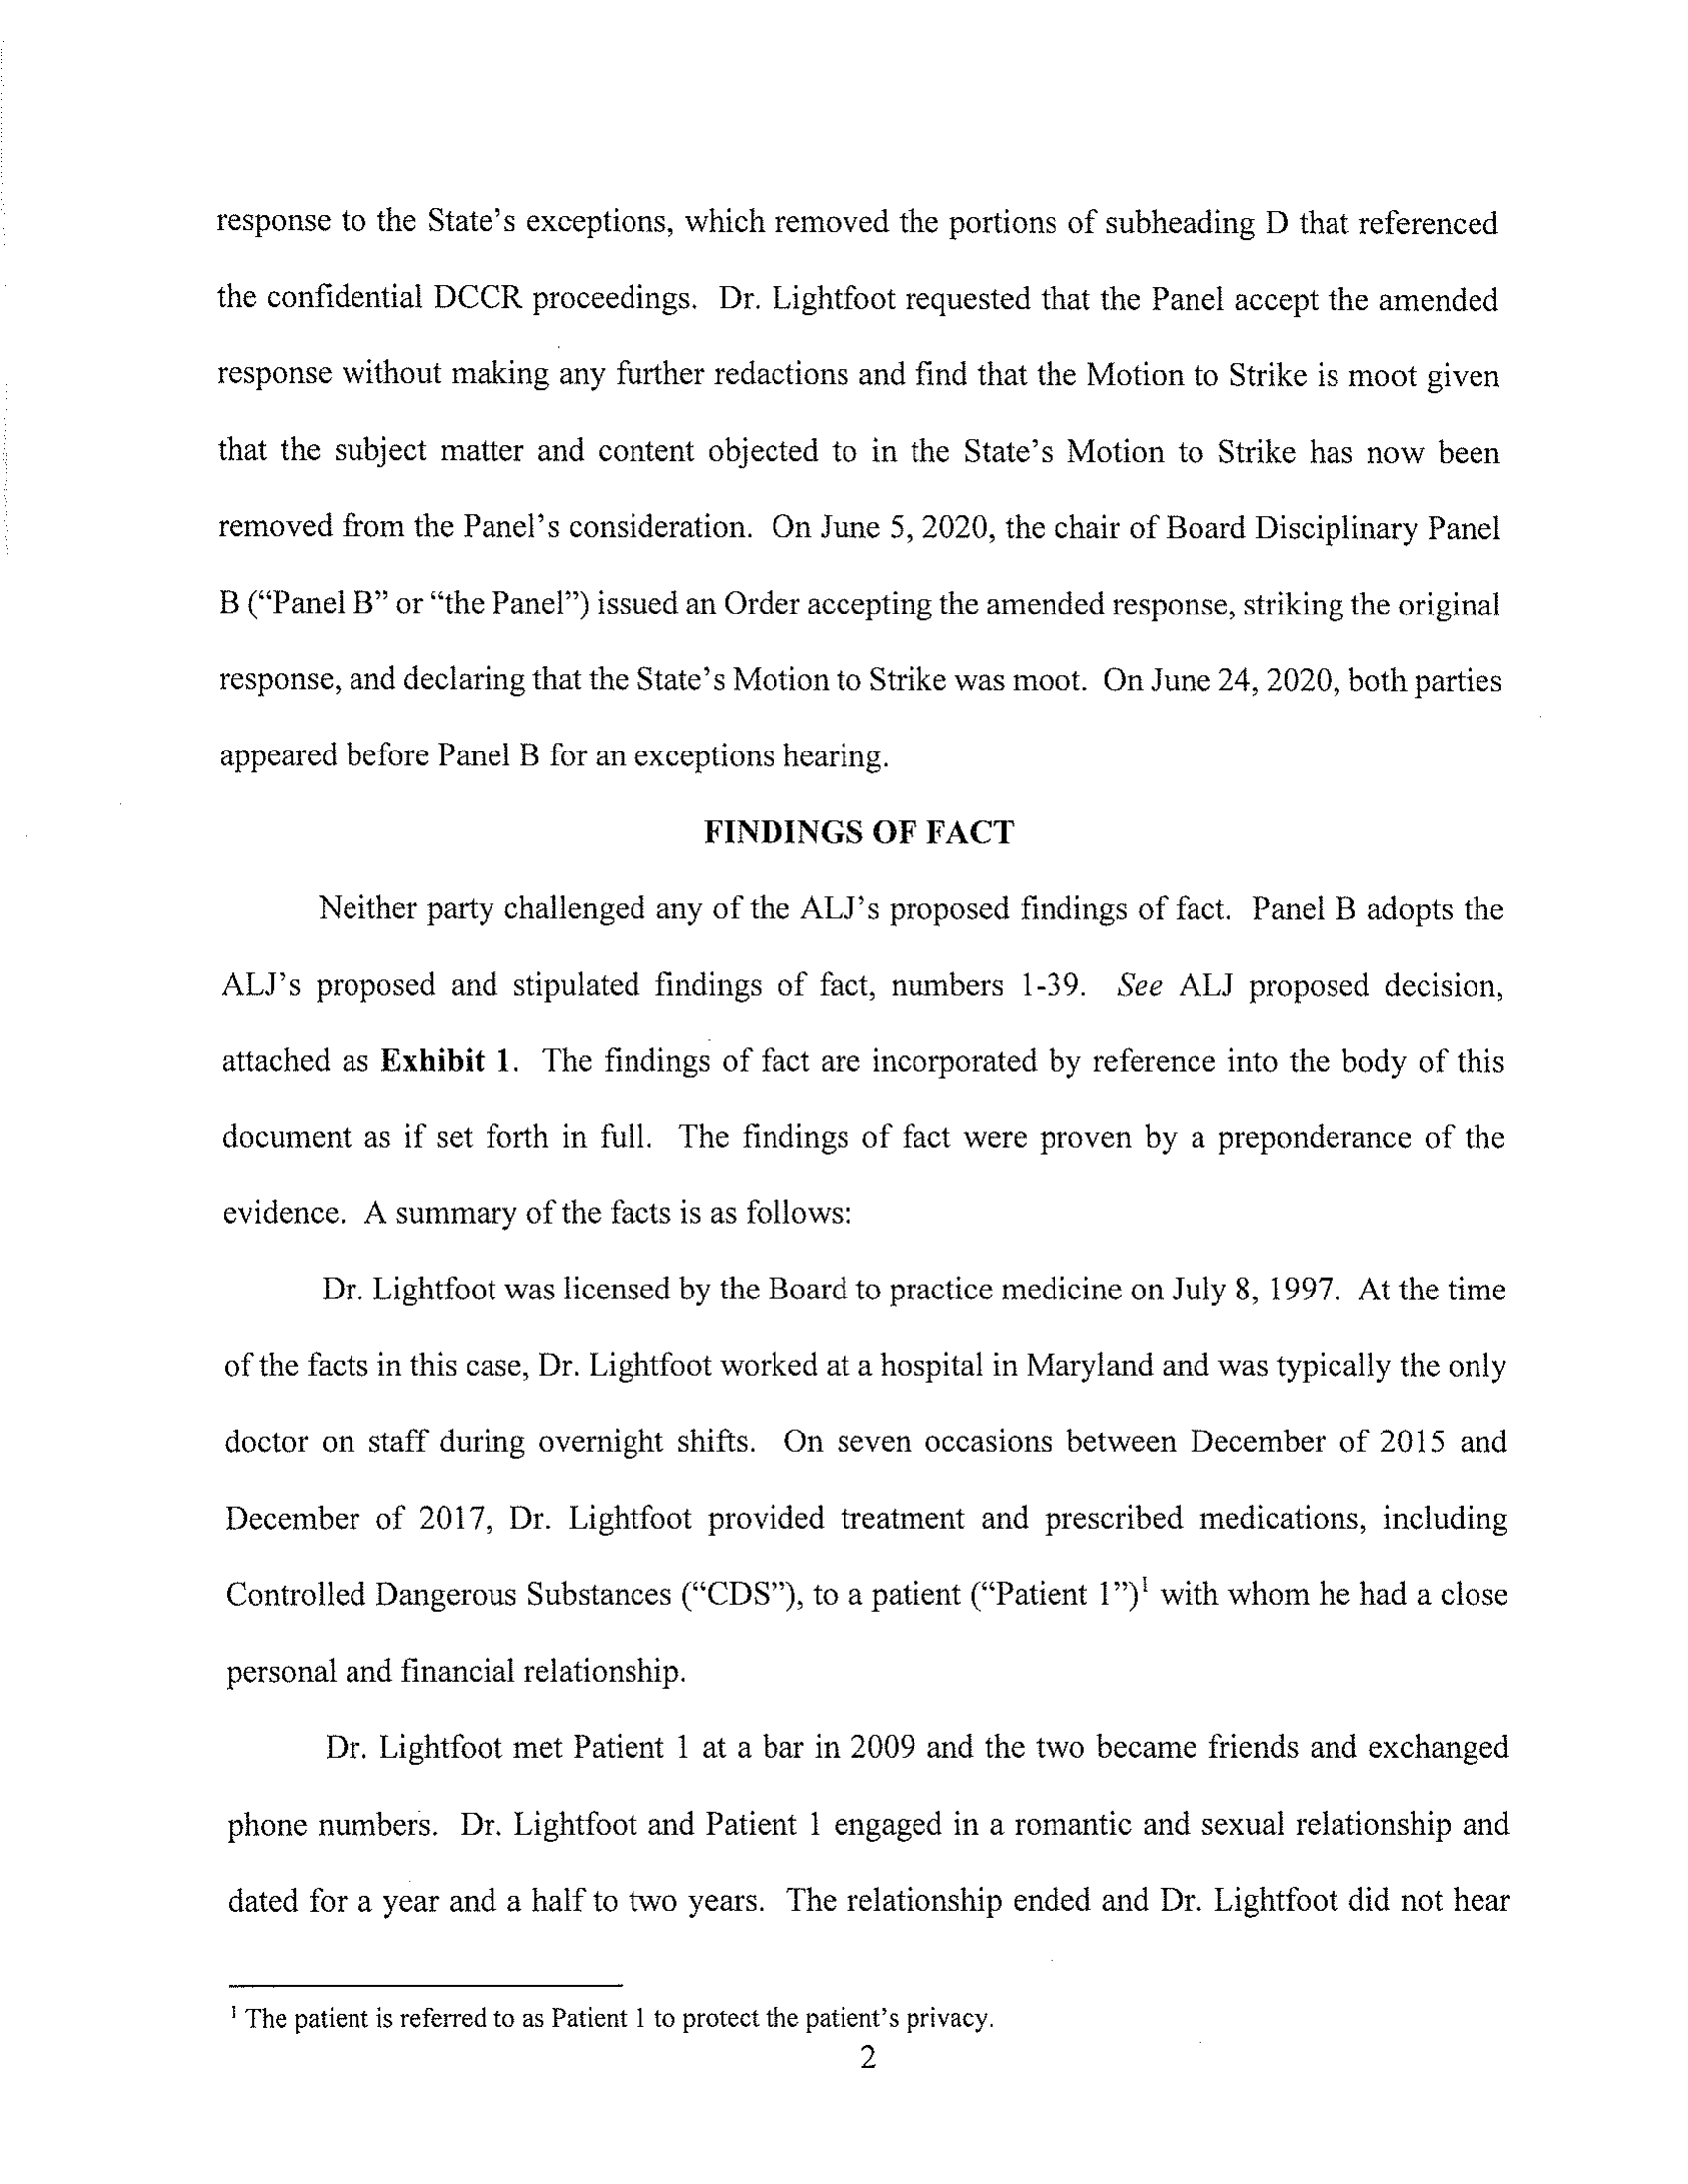 response to the State's exceptions, which removed the portions of subheading D that referenced
the confidential DCCR proceedings. Dr. Lightfoot requested that the Panel accept the amended
response without making any further redactions and find that the Motion to Strike is moot given
that the subject matter and content objected to in the State's Motion to Strike has now been
removed from the Panel's consideration. On June 5, 2020, the chair of Board Disciplinary Panel
B (“Panel B” or “the Panel”) issued an Order accepting the amended response, striking the original
response, and declaring that the State's Motion to Strike was moot. On June 24, 2020, both parties
appeared before Panel B for an exceptions hearing.
FINDINGS OF FACT
Neither party challenged any of the ALJ's proposed findings of fact. Panel B adopts the
ALJ's proposed and stipulated findings of fact, numbers 1-39. See ALJ proposed decision,
attached as Exhibit 1. The findings of fact are incorporated by reference into the body of this
document as if set forth in full. The findings of fact were proven by a preponderance of the
evidence. A summary of the facts is as follows:
Dr. Lightfoot was licensed by the Board to practice medicine on July 8, 1997. At the time
of the facts in this case, Dr. Lightfoot worked at a hospital in Maryland and was typically the only
doctor on staff during overnight shifts. On seven occasions between December of 2015 and
December of 2017, Dr. Lightfoot provided treatment and prescribed medications, including
Controlled Dangerous Substances (“CDS”), to a patient (“Patient 1”)¹ with whom he had a close
personal and financial relationship.
Dr. Lightfoot met Patient 1 at a bar in 2009 and the two became friends and exchanged
phone numbers. Dr. Lightfoot and Patient 1 engaged in a romantic and sexual relationship and
dated for a year and a half to two years. The relationship ended and Dr. Lightfoot did not hear
¹ The patient is referred to as Patient 1 to protect the patient's privacy.
2